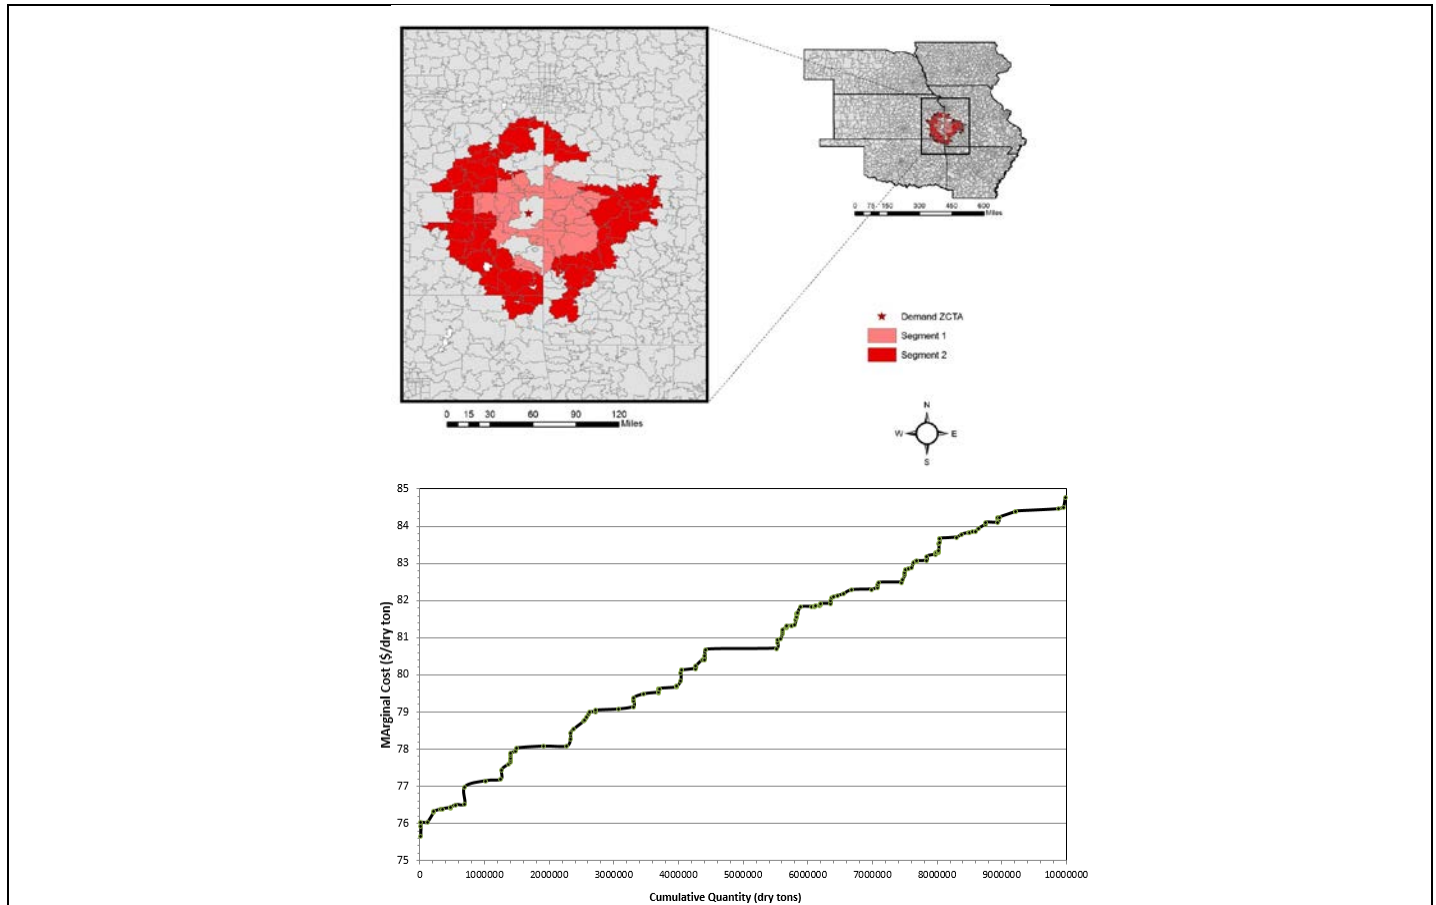 0 75 150 300 450 600
Miles
Demand ZCTA
Segment 1
Segment 2
0 15 30 60 90 120
Miles
N
W E
S
85
84
83
82
81
80
79
78
77
76
75
MArginal Cost ($/dry ton)
0 1000000 2000000 3000000 4000000 5000000 6000000 7000000 8000000 9000000 10000000
Cumulative Quantity (dry tons)